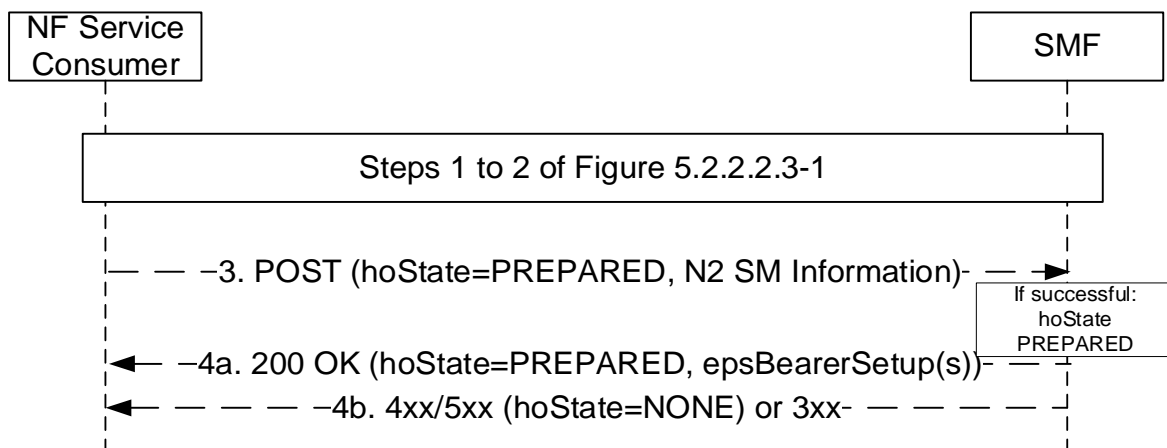 NF Service
Consumer
SMF
Steps 1 to 2 of Figure 5.2.2.2.3-1
3. POST (hoState=PREPARED, N2 SM Information)
If successful:
hoState
PREPARED
4a. 200 OK (hoState=PREPARED, epsBearerSetup(s))
4b. 4xx/5xx (hoState=NONE) or 3xx